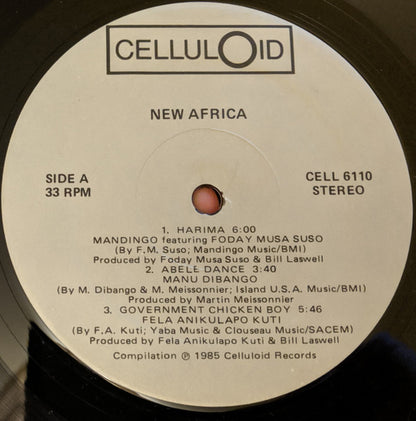 CELLULOID
NEW AFRICA
SIDE A
33 RPM
CELL 6110
STEREO
1. HARIMA 6:00
MANDINGO featuring FODAY MUSA SUSO
(By F.M. Suso; Mandingo Music/BMI)
Produced by Foday Musa Suso & Bill Laswell
2. ABELE DANCE 3:40
MANU DIBANGO
(By M. Dibango & M. Meissonnier; Island U.S.A. Music/BMI)
Produced by Martin Meissonnier
3. GOVERNMENT CHICKEN BOY 5:46
FELA ANIKULAPO KUTI
(By F.A. Kuti; Yaba Music & Clouseau Music/SACEM)
Produced by Fela Anikulapo Kuti & Bill Laswell
Compilation ℗ 1985 Celluloid Records